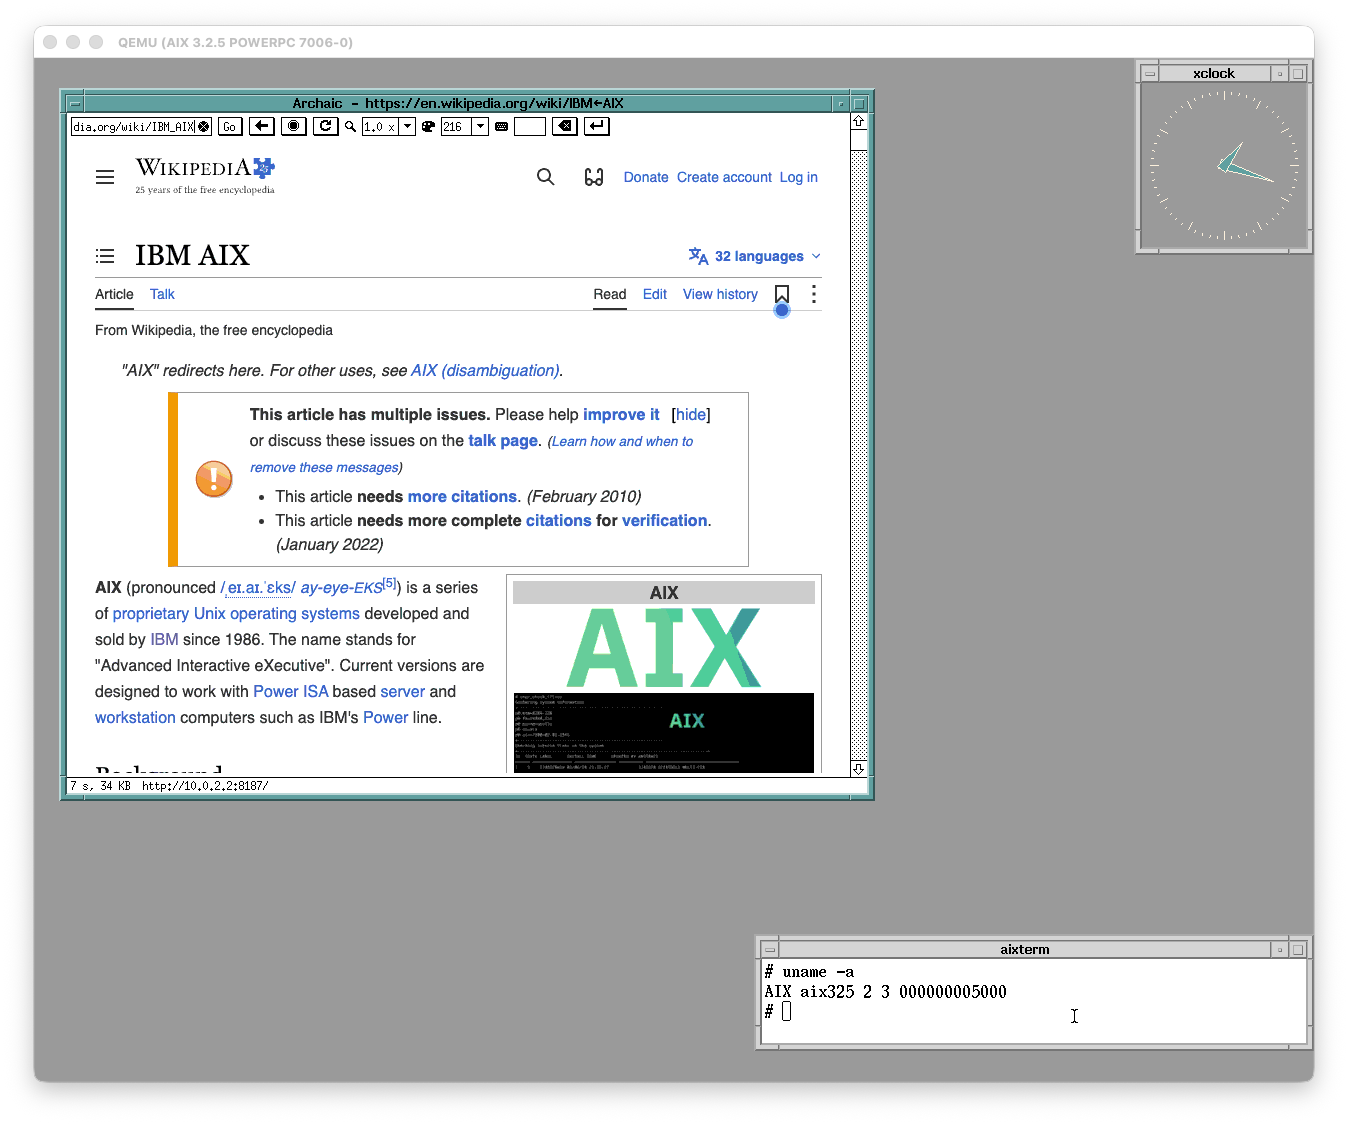 QEMU (AIX 3.2.5 POWERPC 7006-0)
xclock
Archaic - https://en.wikipedia.org/wiki/IBM←AIX
dia.org/wiki/IBM_AIX Go 1.0 x 216
WIKIPEDIA 25
25 years of the free encyclopedia
Donate Create account Log in
IBM AIX
32 languages
Article Talk Read Edit View history
From Wikipedia, the free encyclopedia
"AIX" redirects here. For other uses, see AIX (disambiguation).
This article has multiple issues. Please help improve it [hide]
or discuss these issues on the talk page. (Learn how and when to
remove these messages)
• This article needs more citations. (February 2010)
• This article needs more complete citations for verification.
(January 2022)
AIX (pronounced /ˌeɪ.aɪ.ˈɛks/ ay-eye-EKS[5]) is a series
of proprietary Unix operating systems developed and
sold by IBM since 1986. The name stands for
"Advanced Interactive eXecutive". Current versions are
designed to work with Power ISA based server and
workstation computers such as IBM's Power line.
AIX
AIX
AIX
Background
7 s, 34 KB http://10.0.2.2:8187/
aixterm
# uname -a
AIX aix325 2 3 000000005000
#